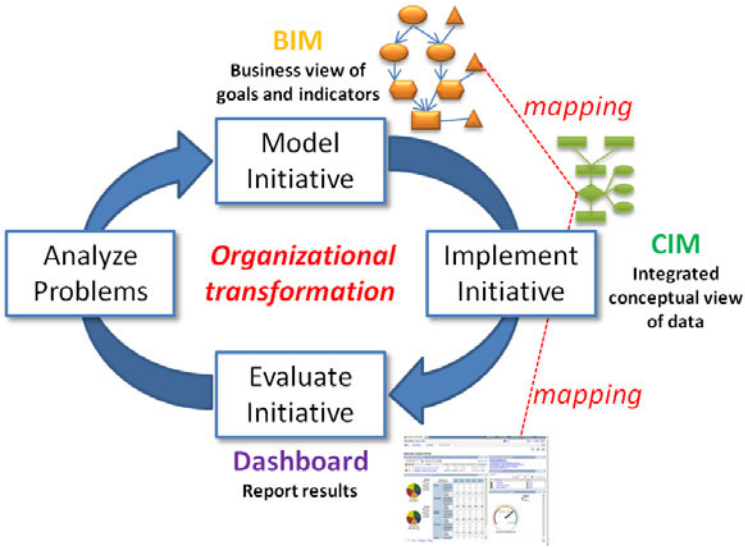 BIM
Business view of
goals and indicators
mapping
Model
Initiative
CIM
Integrated
conceptual view
of data
Analyze
Problems
Organizational
transformation
Implement
Initiative
Evaluate
Initiative
mapping
Dashboard
Report results